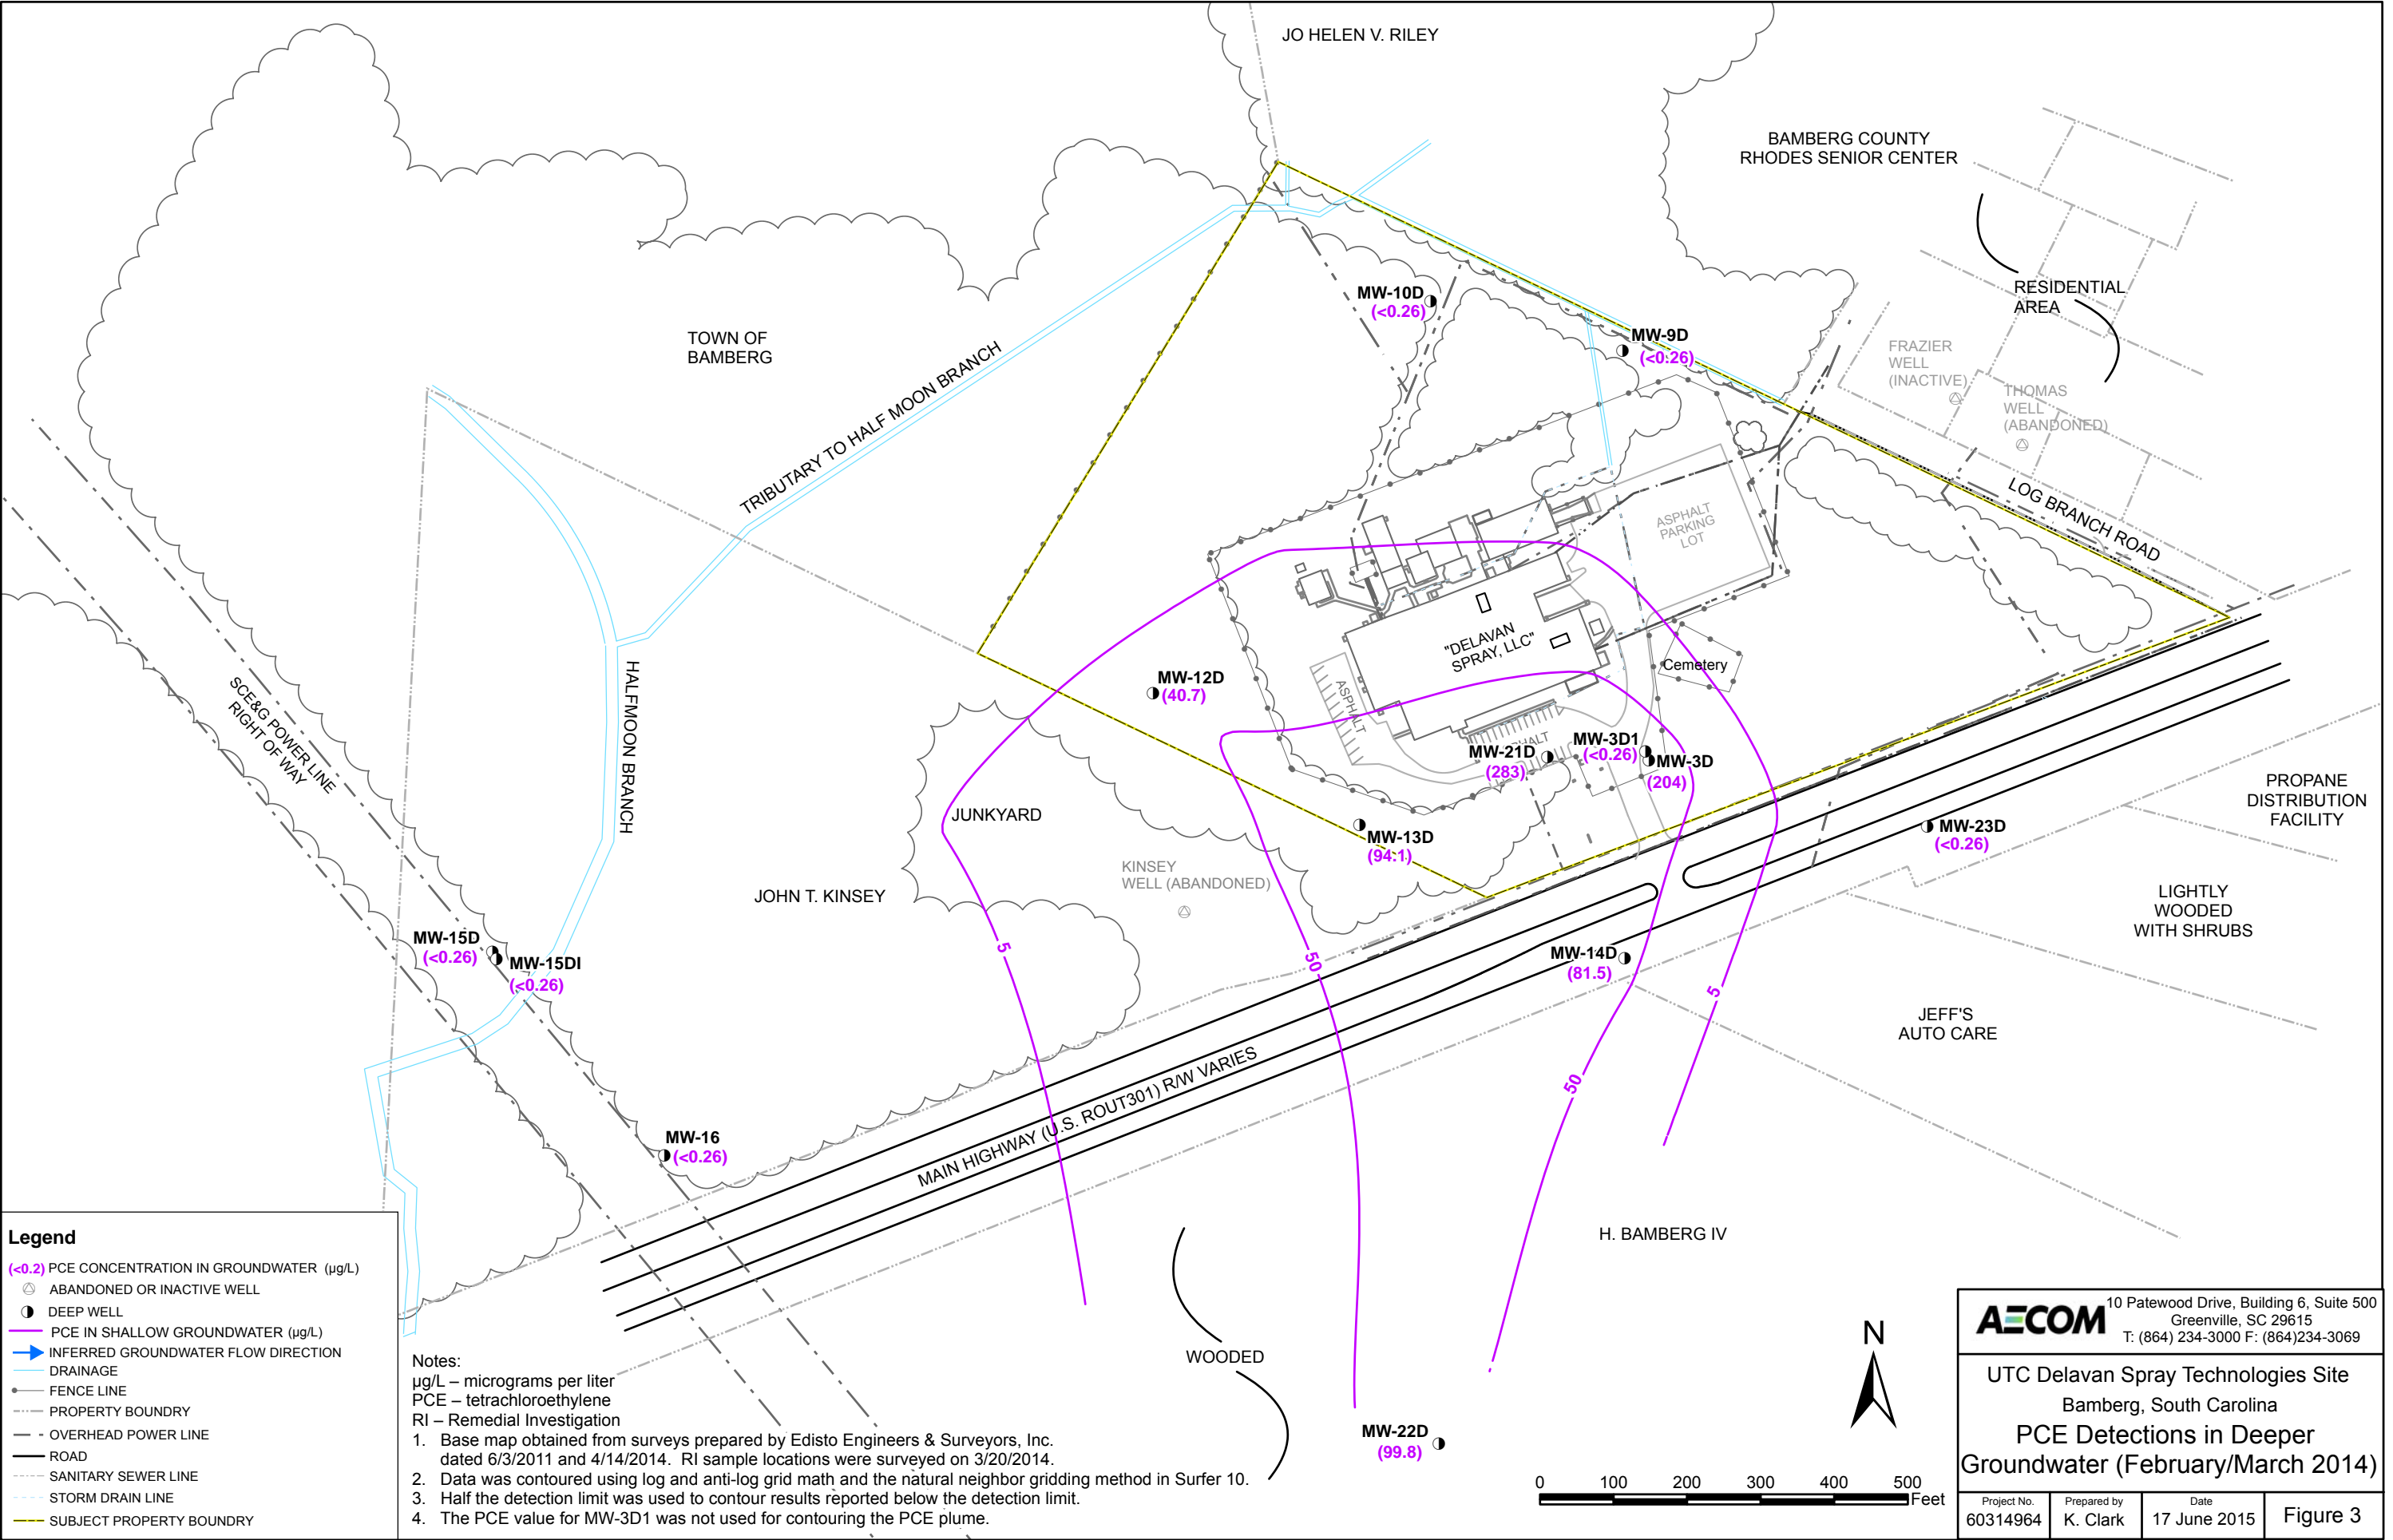 JO HELEN V. RILEY
BAMBERG COUNTY
RHODES SENIOR CENTER
RESIDENTIAL
AREA
MW-10D
(<0.26)
MW-9D
(<0.26)
TOWN OF
BAMBERG
FRAZIER
WELL
(INACTIVE)
THOMAS
WELL
(ABANDONED)
TRIBUTARY TO HALF MOON BRANCH
LOG BRANCH ROAD
ASPHALT
PARKING
LOT
"DELAVAN
SPRAY, LLC"
Cemetery
MW-12D
(40.7)
ASPHALT
SCE&G POWER LINE
RIGHT OF WAY
HALFMOON BRANCH
MW-21D
(283)
MW-3D1
(<0.26)
MW-3D
(204)
PROPANE
DISTRIBUTION
FACILITY
JUNKYARD
MW-13D
(94.1)
MW-23D
(<0.26)
KINSEY
WELL (ABANDONED)
JOHN T. KINSEY
LIGHTLY
WOODED
WITH SHRUBS
MW-15D
(<0.26)
MW-15DI
(<0.26)
5
50
MW-14D
(81.5)
5
JEFF'S
AUTO CARE
50
MAIN HIGHWAY (U.S. ROUT301) R/W VARIES
MW-16
(<0.26)
H. BAMBERG IV
WOODED
MW-22D
(99.8)
Legend
(<0.2) PCE CONCENTRATION IN GROUNDWATER (µg/L)
ABANDONED OR INACTIVE WELL
DEEP WELL
PCE IN SHALLOW GROUNDWATER (µg/L)
INFERRED GROUNDWATER FLOW DIRECTION
DRAINAGE
FENCE LINE
PROPERTY BOUNDRY
OVERHEAD POWER LINE
ROAD
SANITARY SEWER LINE
STORM DRAIN LINE
SUBJECT PROPERTY BOUNDRY
Notes:
µg/L – micrograms per liter
PCE – tetrachloroethylene
RI – Remedial Investigation
1. Base map obtained from surveys prepared by Edisto Engineers & Surveyors, Inc.
dated 6/3/2011 and 4/14/2014. RI sample locations were surveyed on 3/20/2014.
2. Data was contoured using log and anti-log grid math and the natural neighbor gridding method in Surfer 10.
3. Half the detection limit was used to contour results reported below the detection limit.
4. The PCE value for MW-3D1 was not used for contouring the PCE plume.
0 100 200 300 400 500
Feet
N
AECOM
10 Patewood Drive, Building 6, Suite 500
Greenville, SC 29615
T: (864) 234-3000 F: (864)234-3069
UTC Delavan Spray Technologies Site
Bamberg, South Carolina
PCE Detections in Deeper
Groundwater (February/March 2014)
Project No.
60314964
Prepared by
K. Clark
Date
17 June 2015
Figure 3